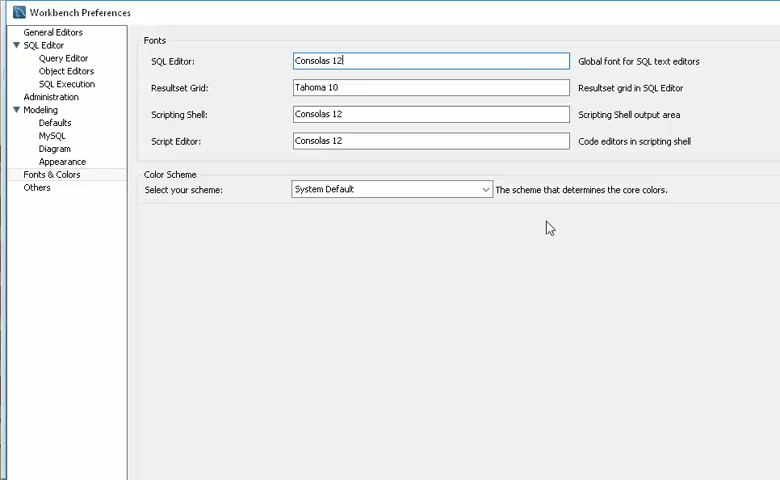 Workbench Preferences
General Editors
SQL Editor
Query Editor
Object Editors
SQL Execution
Administration
Modeling
Defaults
MySQL
Diagram
Appearance
Fonts & Colors
Others
Fonts
SQL Editor: Consolas 12 Global font for SQL text editors
Resultset Grid: Tahoma 10 Resultset grid in SQL Editor
Scripting Shell: Consolas 12 Scripting Shell output area
Script Editor: Consolas 12 Code editors in scripting shell
Color Scheme
Select your scheme: System Default The scheme that determines the core colors.